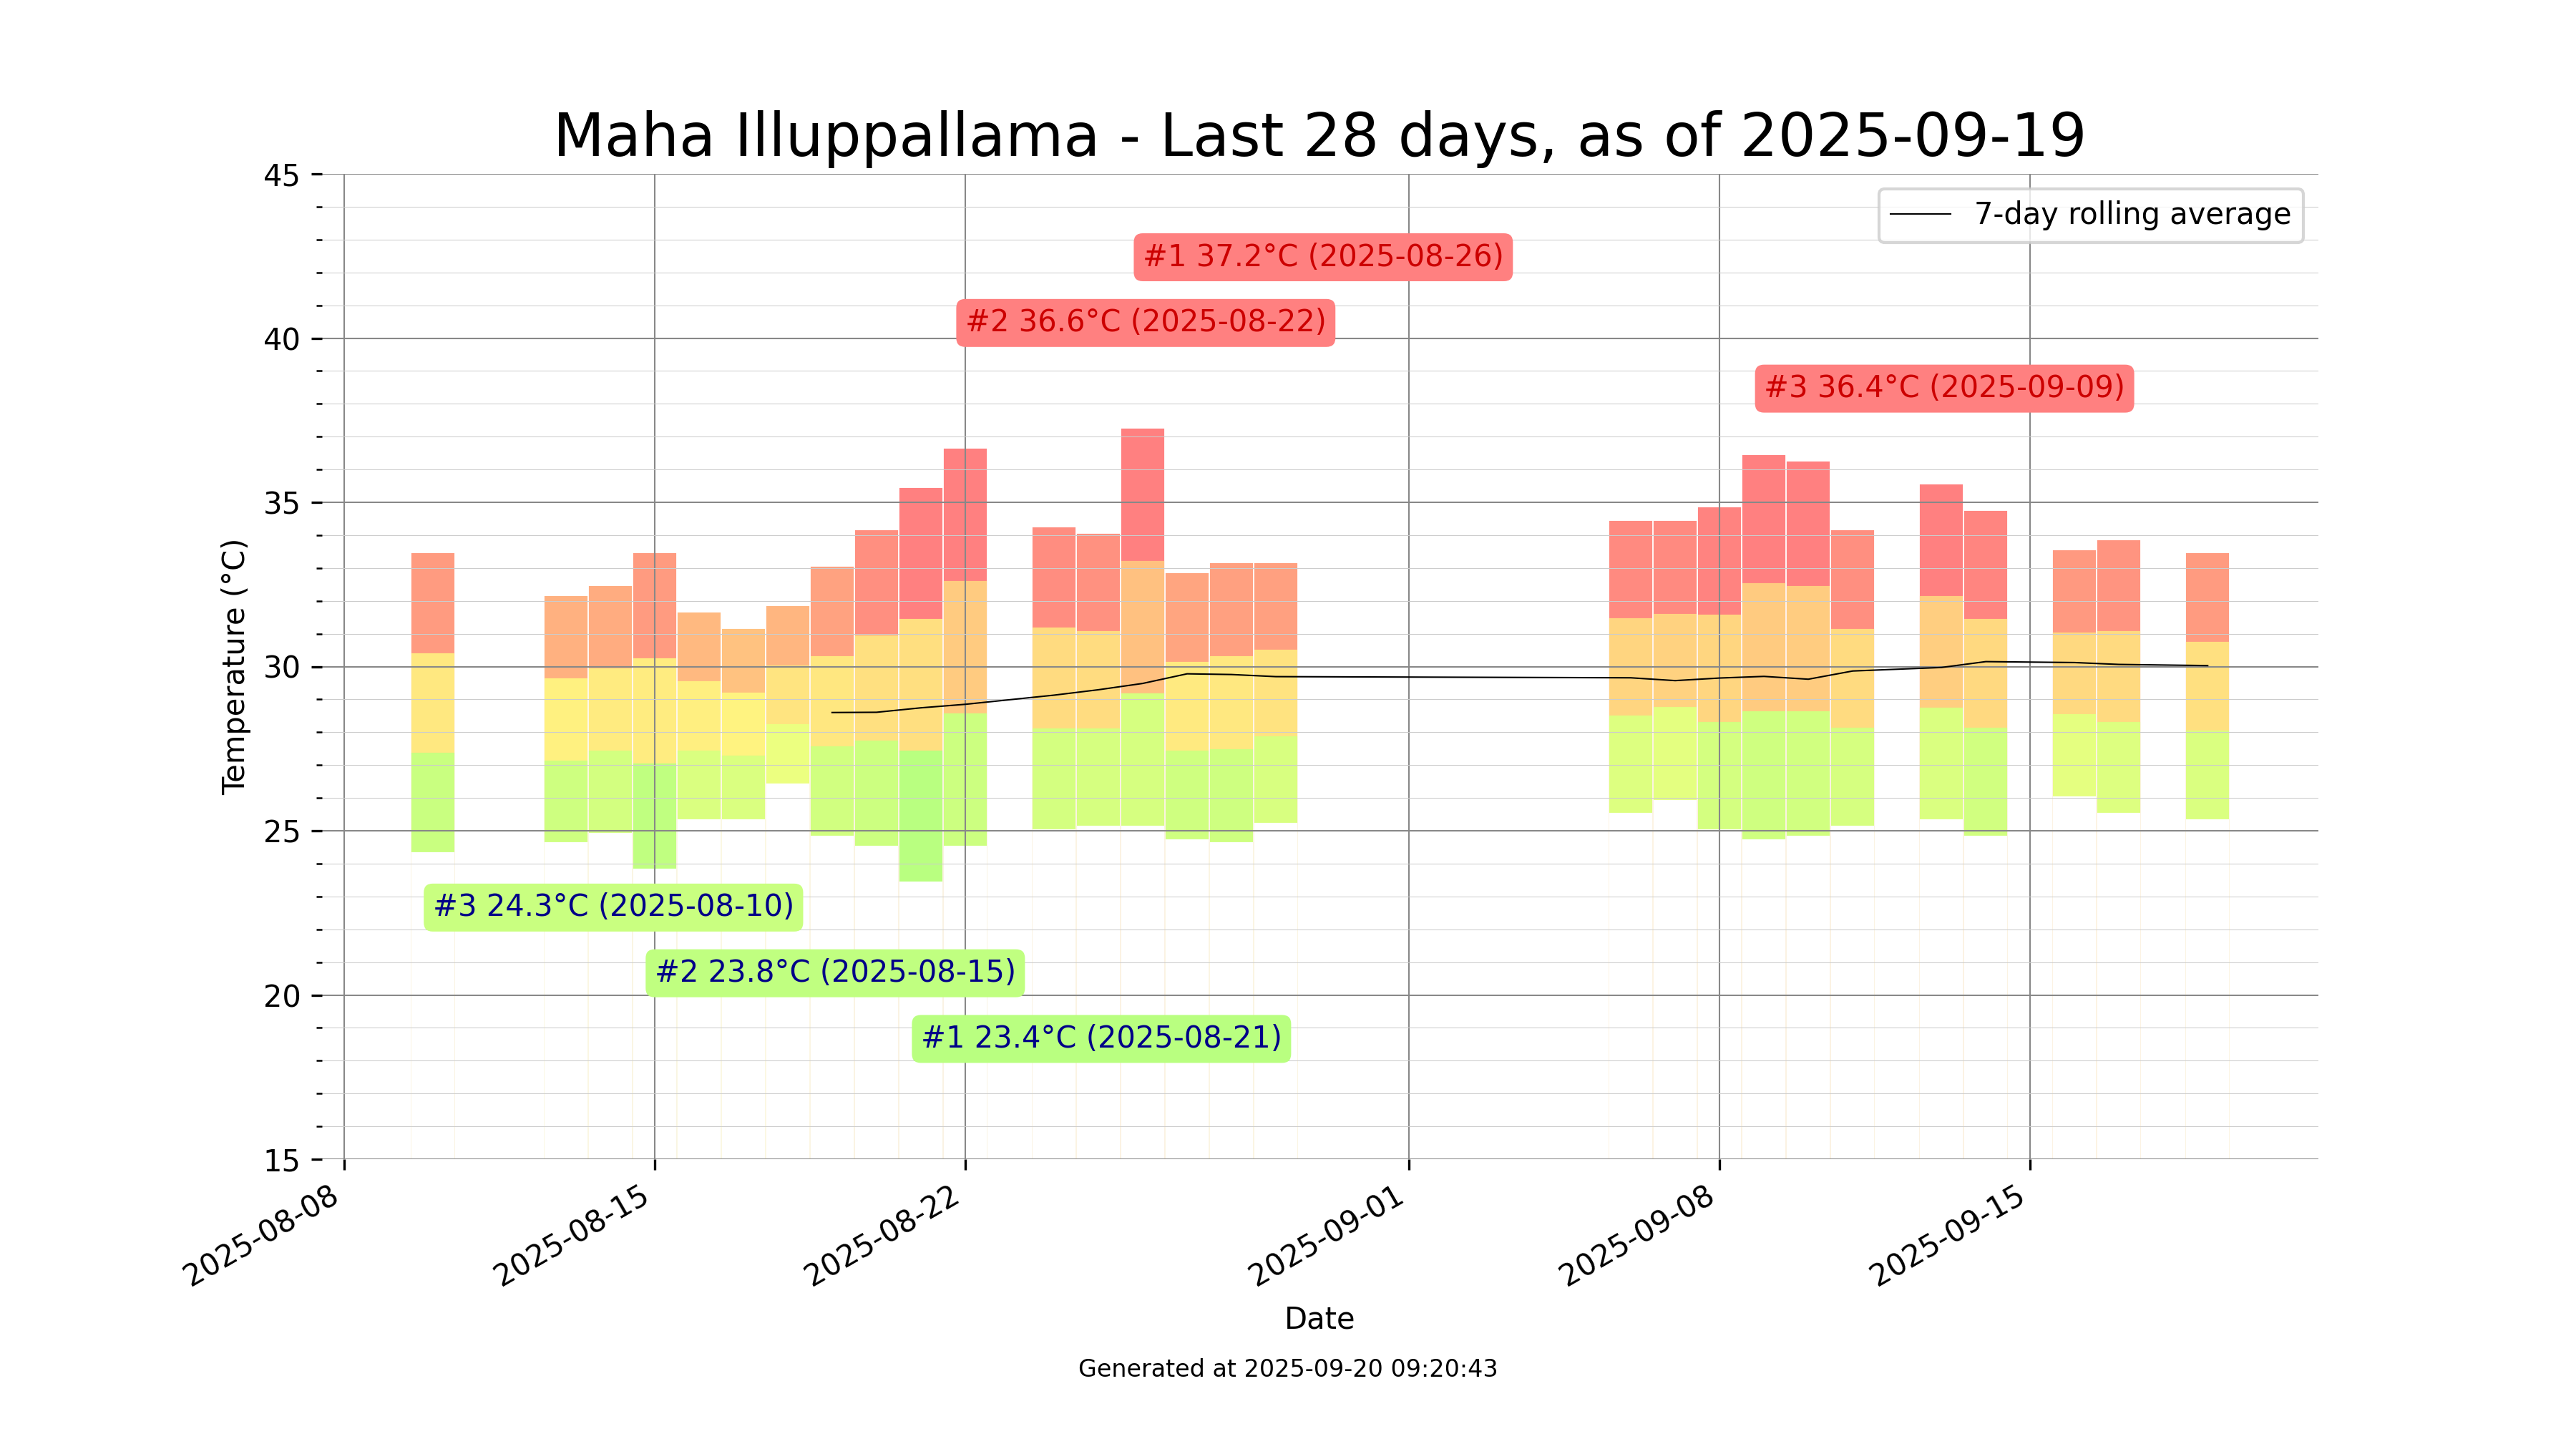 Maha Illuppallama - Last 28 days, as of 2025-09-19
7-day rolling average
#1 37.2°C (2025-08-26)
#2 36.6°C (2025-08-22)
#3 36.4°C (2025-09-09)
#3 24.3°C (2025-08-10)
#2 23.8°C (2025-08-15)
#1 23.4°C (2025-08-21)
Temperature (°C)
45
40
35
30
25
20
15
2025-08-08
2025-08-15
2025-08-22
2025-09-01
2025-09-08
2025-09-15
Date
Generated at 2025-09-20 09:20:43